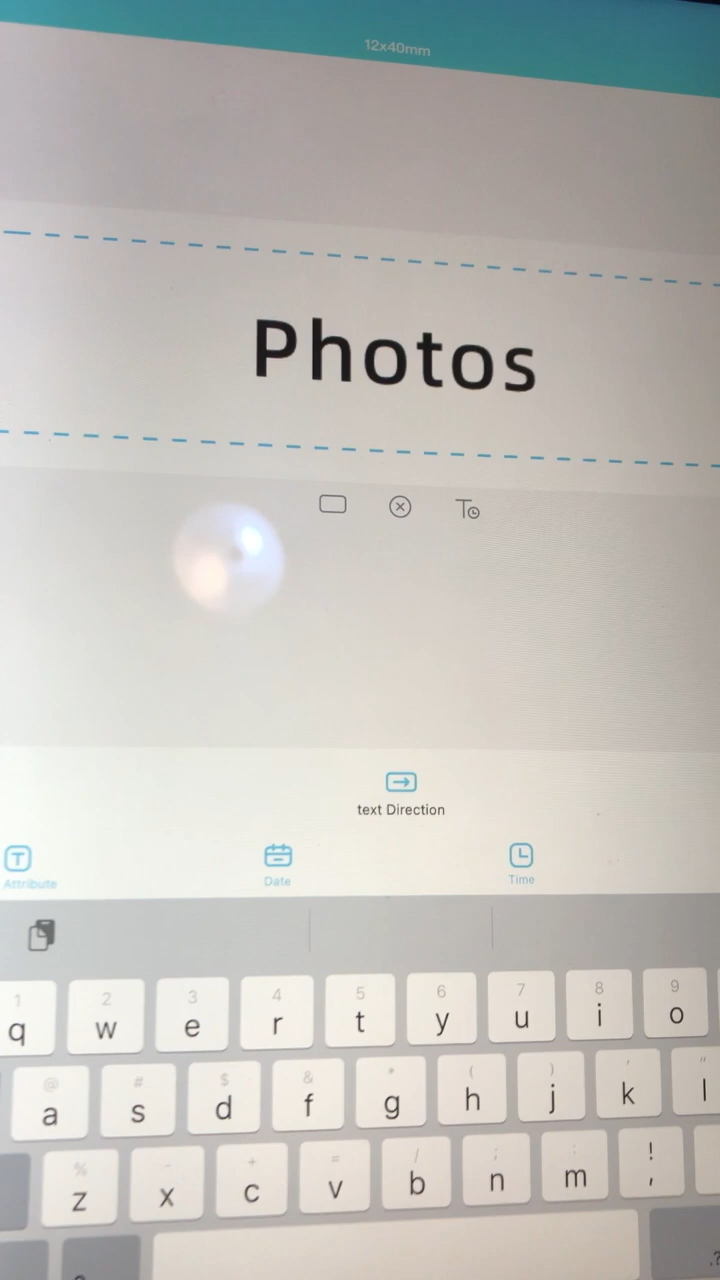 12x40mm
Photos
text Direction
Attribute
Date
Time
1 2 3 4 5 6 7 8 9
q w e r t y u i o
@ # $ & * ( ) ' "
a s d f g h j k l
% - + = / ; : !
z x c v b n m ,
.?